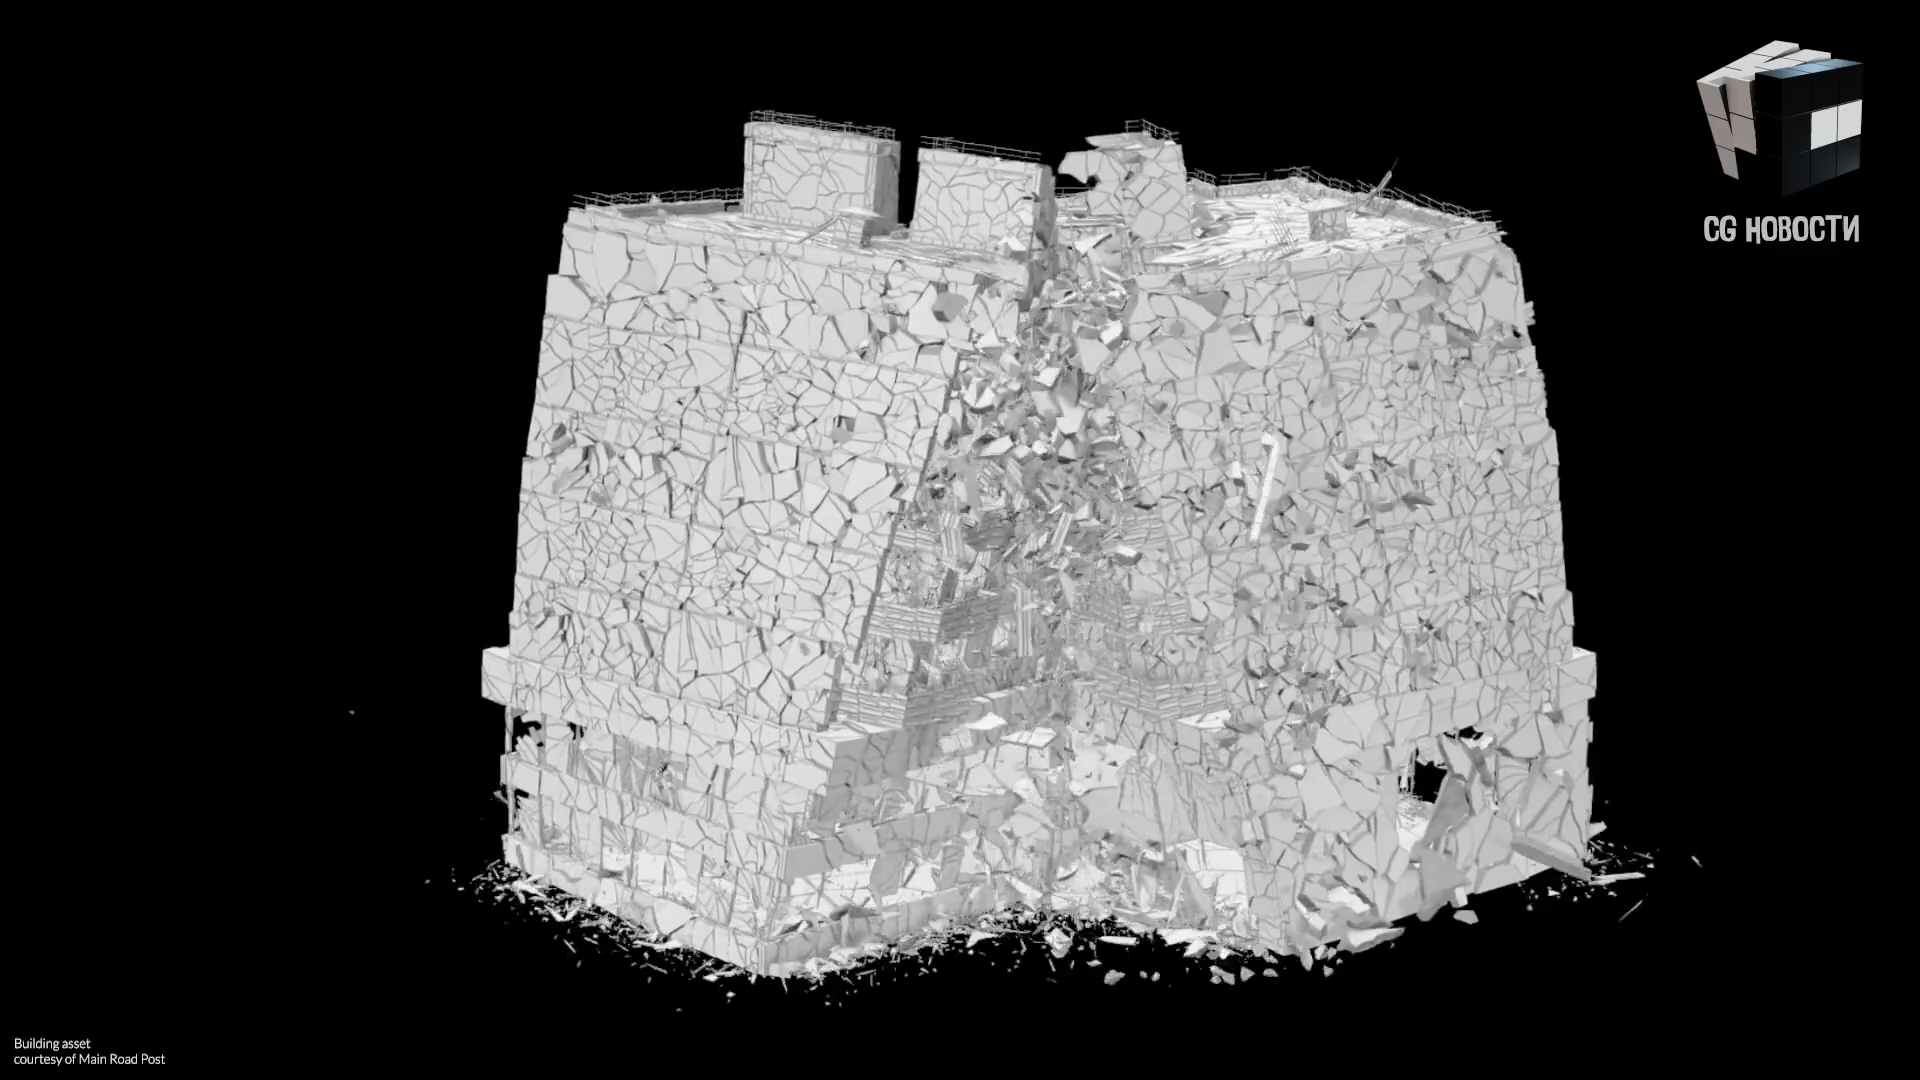 CG НОВОСТИ
Building asset
courtesy of Main Road Post